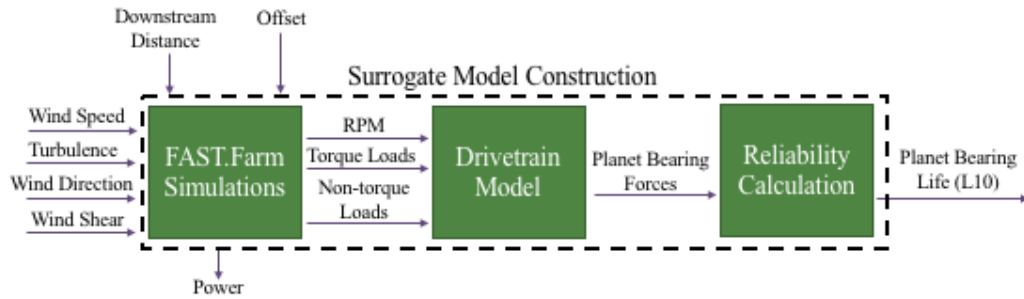 Downstream
Distance
Offset
Surrogate Model Construction
Wind Speed
Turbulence
Wind Direction
Wind Shear
FAST.Farm
Simulations
RPM
Torque Loads
Non-torque
Loads
Drivetrain
Model
Planet Bearing
Forces
Reliability
Calculation
Planet Bearing
Life (L10)
Power